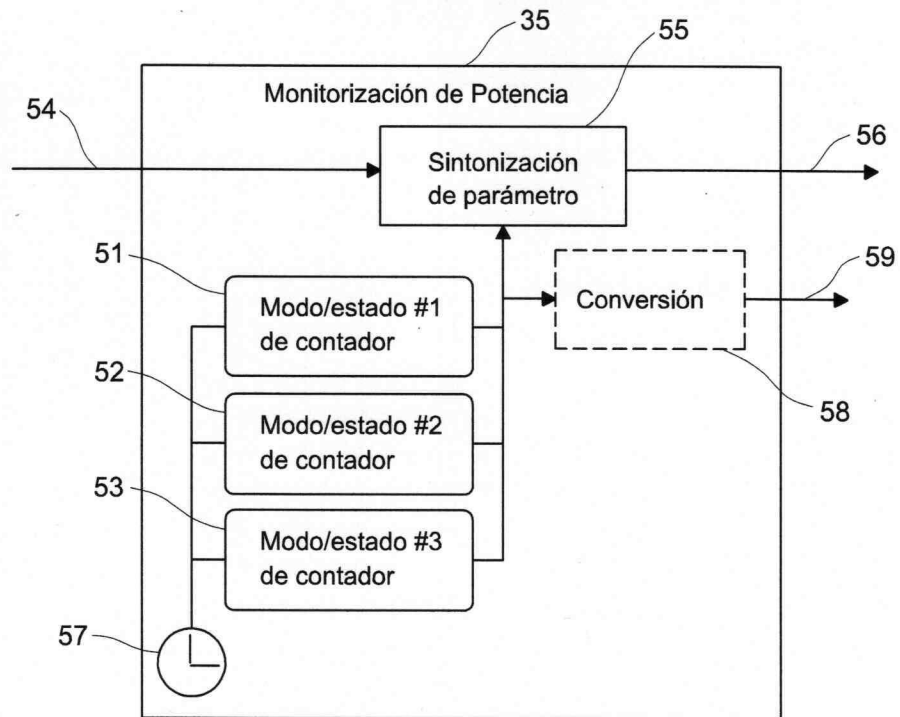 35
55
Monitorización de Potencia
54
56
Sintonización
de parámetro
51
59
Modo/estado #1
de contador
Conversión
52
58
Modo/estado #2
de contador
53
Modo/estado #3
de contador
57